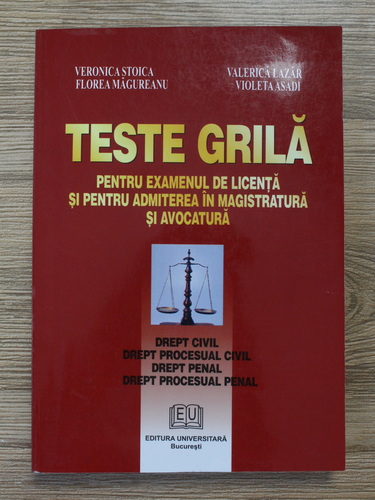 VERONICA STOICA
FLOREA MĂGUREANU
VALERICA LAZĂR
VIOLETA ASADI
TESTE GRILĂ
PENTRU EXAMENUL DE LICENȚĂ
ȘI PENTRU ADMITEREA ÎN MAGISTRATURĂ
ȘI AVOCATURĂ
DREPT CIVIL
DREPT PROCESUAL CIVIL
DREPT PENAL
DREPT PROCESUAL PENAL
EU
EDITURA UNIVERSITARĂ
București